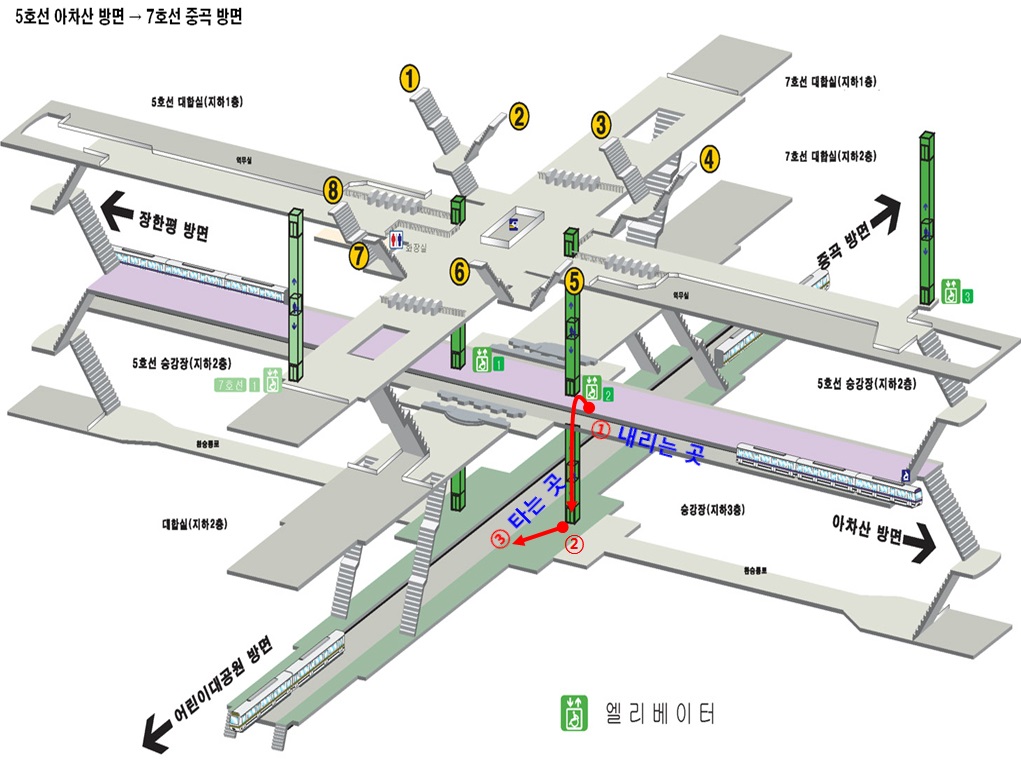 5호선 아차산 방면 → 7호선 중곡 방면
5호선 대합실(지하1층)
7호선 대합실(지하1층)
7호선 대합실(지하2층)
1
2
3
4
8
7
6
5
역무실
화장실
장한평 방면
중곡 방면
역무실
3
5호선 승강장(지하2층)
7호선 1
1
2
5호선 승강장(지하2층)
① 내리는 곳
환승통로
대합실(지하2층)
③ 타는 곳
②
승강장(지하3층)
아차산 방면
환승통로
어린이대공원 방면
엘리베이터